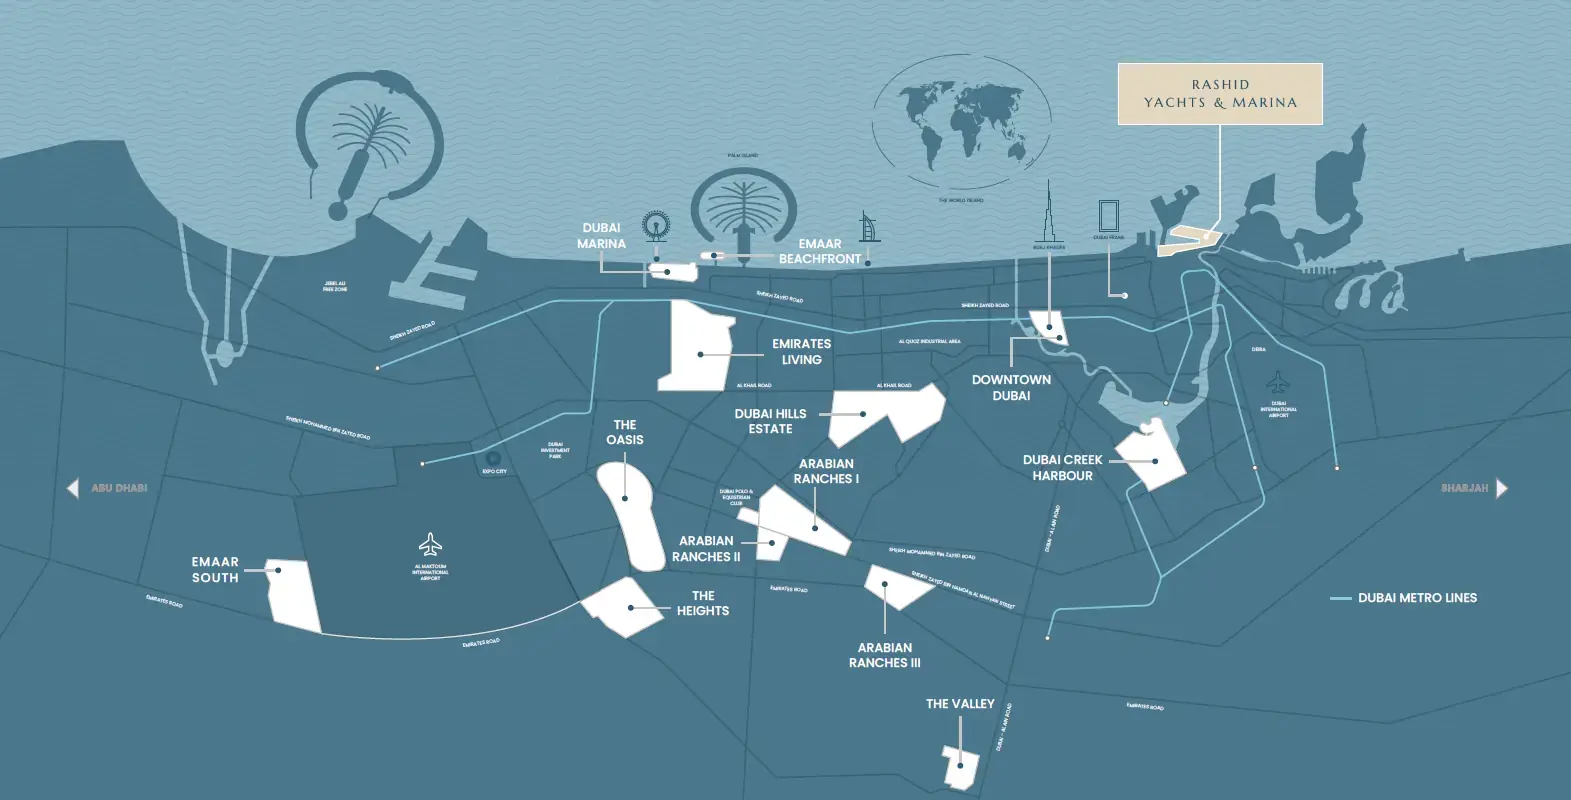 RASHID
YACHTS & MARINA
PALM ISLAND
THE WORLD ISLAND
DUBAI
MARINA
EMAAR
BEACHFRONT
BURJ KHALIFA
DUBAI FRAME
JEBEL ALI
FREE ZONE
SHEIKH ZAYED ROAD
SHEIKH ZAYED ROAD
SHEIKH ZAYED ROAD
AL QUOZ INDUSTRIAL AREA
EMIRATES
LIVING
DEIRA
DOWNTOWN
DUBAI
AL KHAIL ROAD
AL KHAIL ROAD
DUBAI
INTERNATIONAL
AIRPORT
DUBAI HILLS
ESTATE
SHEIKH MOHAMMED BIN ZAYED ROAD
THE
OASIS
DUBAI
INVESTMENT
PARK
EXPO CITY
ARABIAN
RANCHES I
DUBAI CREEK
HARBOUR
ABU DHABI
SHARJAH
DUBAI POLO &
EQUESTRIAN
CLUB
DUBAI - AL AIN ROAD
ARABIAN
RANCHES II
SHEIKH MOHAMMED BIN ZAYED ROAD
AL MAKTOUM
INTERNATIONAL
AIRPORT
EMAAR
SOUTH
SHEIKH ZAYED BIN HAMDAN AL NAHYAN STREET
EMIRATES ROAD
EMIRATES ROAD
THE
HEIGHTS
DUBAI METRO LINES
EMIRATES ROAD
ARABIAN
RANCHES III
THE VALLEY
EMIRATES ROAD
DUBAI - AL AIN ROAD